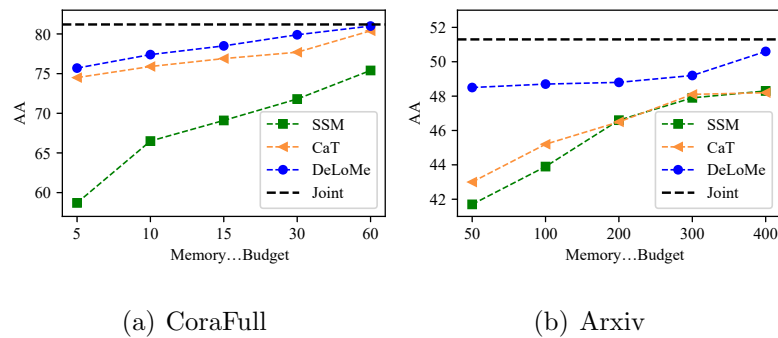 80
75
70
65
60
AA
SSM
CaT
DeLoMe
Joint
5 10 15 30 60
Memory…Budget
(a) CoraFull
52
50
48
46
44
42
AA
SSM
CaT
DeLoMe
Joint
50 100 200 300 400
Memory…Budget
(b) Arxiv